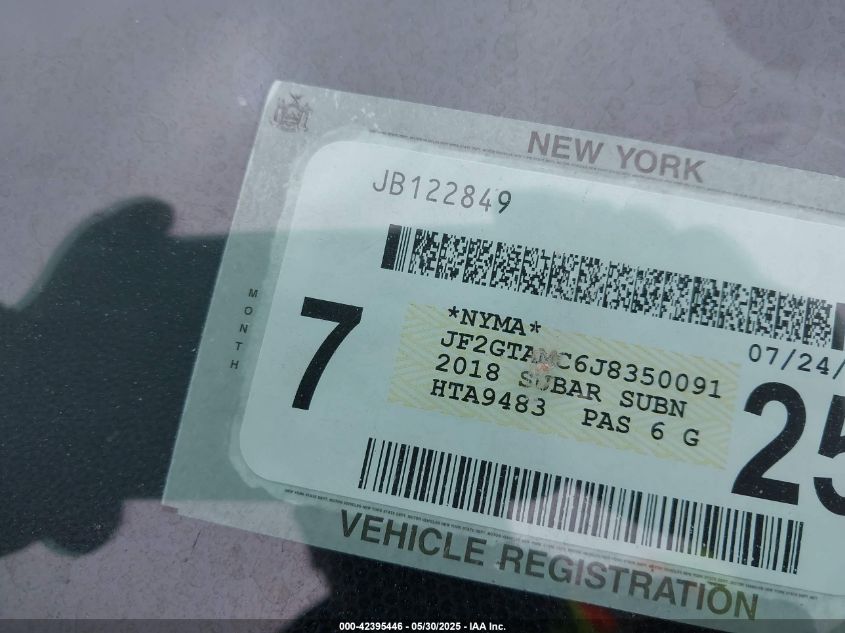 NEW YORK
JB122849
MONTH
7
*NYMA*
JF2GTAMC6J8350091
07/24/
2018 SUBAR SUBN
HTA9483 PAS 6 G
25
VEHICLE REGISTRATION
000-42395446 - 05/30/2025 - IAA Inc.